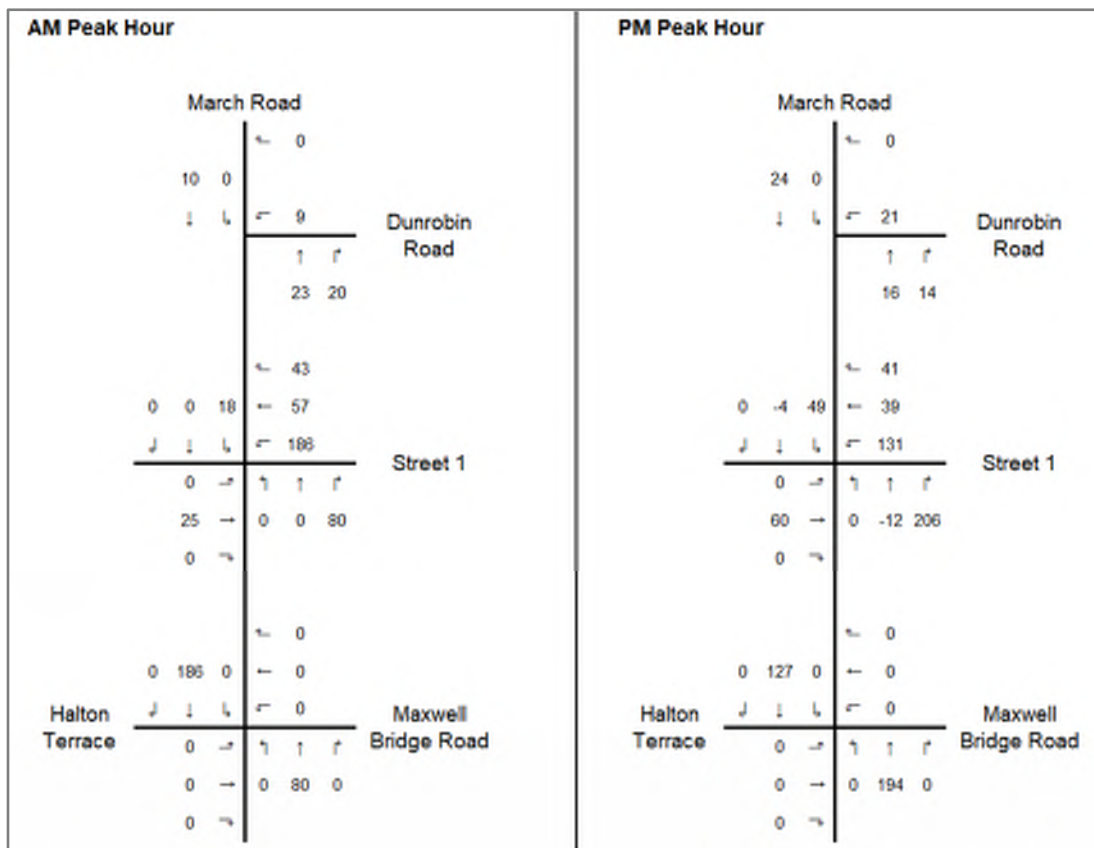 AM Peak Hour
March Road
0
10 0
9
Dunrobin
Road
23 20
43
0 0 18 57
186
Street 1
0
25 0 0 80
0
0
0 186 0 0
0
Halton
Terrace
Maxwell
Bridge Road
0
0 0 80 0
0
PM Peak Hour
March Road
0
24 0
21
Dunrobin
Road
16 14
41
0 -4 49 39
131
Street 1
0
60 0 -12 206
0
0
0 127 0 0
0
Halton
Terrace
Maxwell
Bridge Road
0
0 0 194 0
0